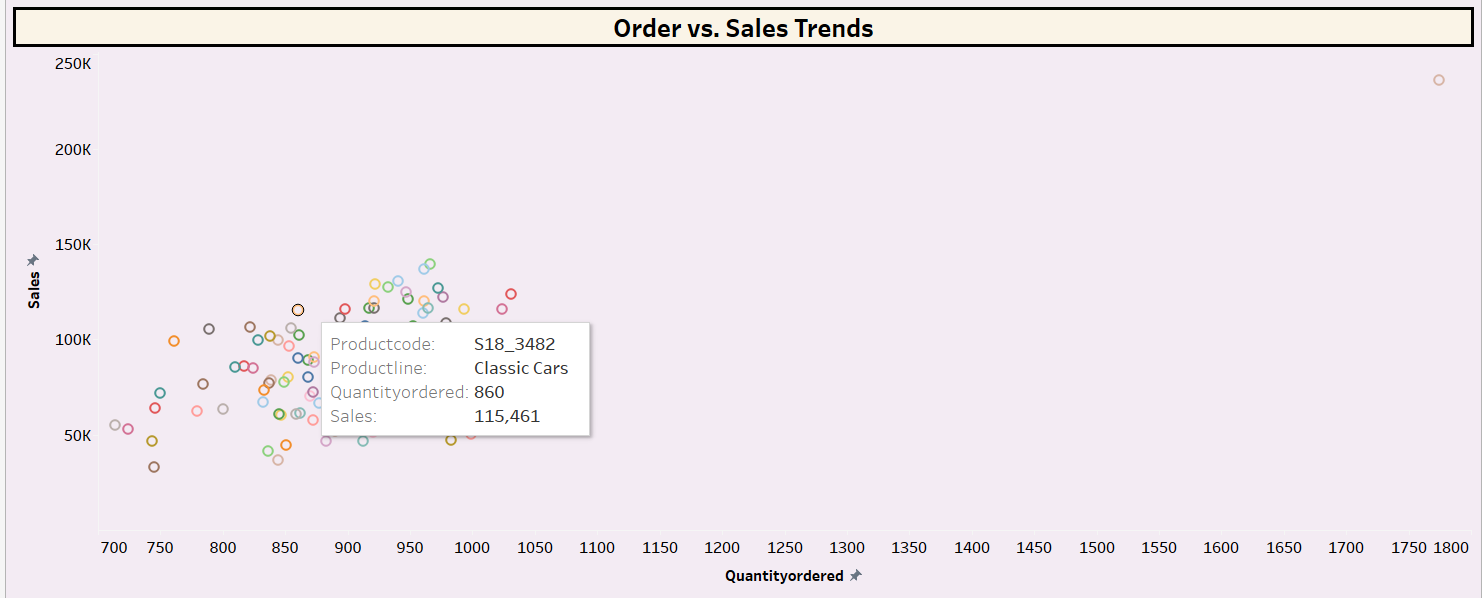 Order vs. Sales Trends
250K
200K
150K
100K
50K
Sales
Productcode: S18_3482
Productline: Classic Cars
Quantityordered: 860
Sales: 115,461
700 750 800 850 900 950 1000 1050 1100 1150 1200 1250 1300 1350 1400 1450 1500 1550 1600 1650 1700 1750 1800
Quantityordered